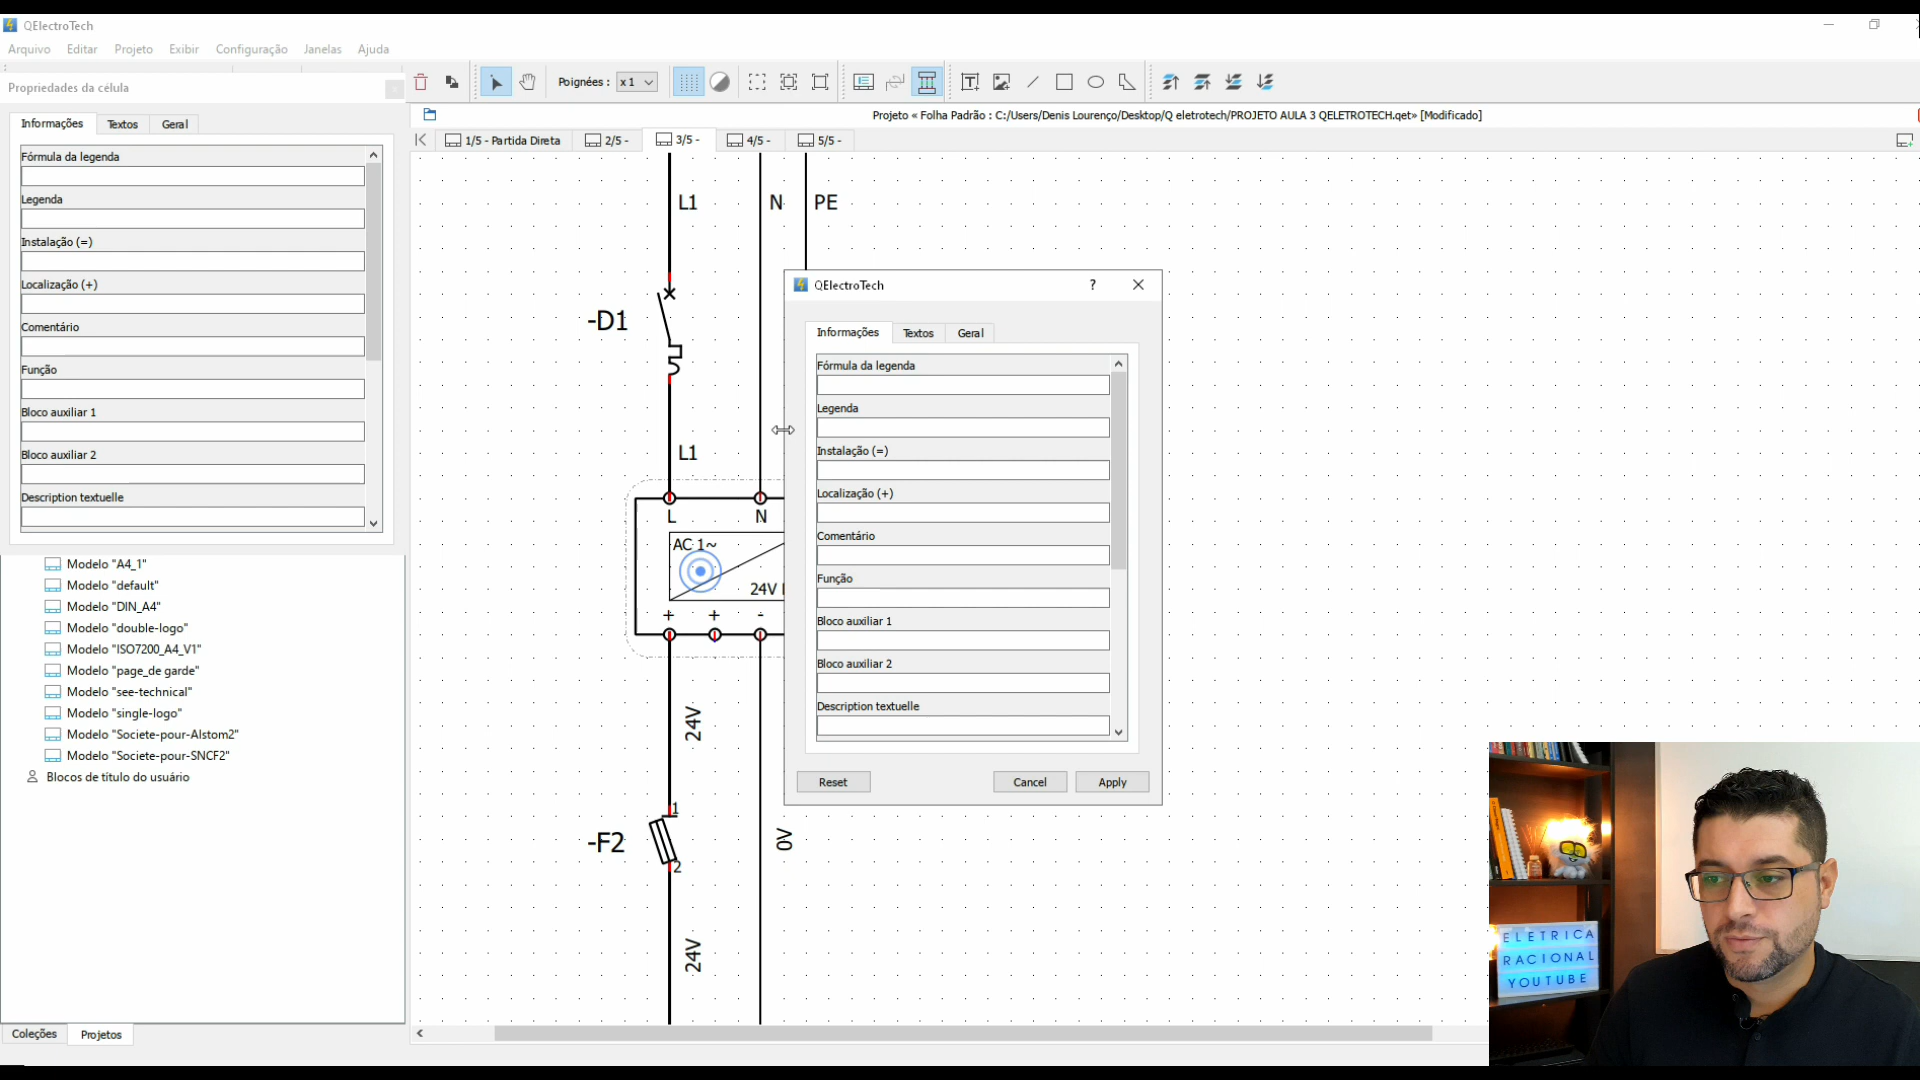 QElectroTech
Arquivo Editar Projeto Exibir Configuração Janelas Ajuda
Propriedades da célula
Poignées : x 1
Projeto « Folha Padrão : C:/Users/Denis Lourenço/Desktop/Q eletrotech/PROJETO AULA 3 QELETROTECH.qet» [Modificado]
Informações Textos Geral
1/5 - Partida Direta 2/5 - 3/5 - 4/5 - 5/5 -
Fórmula da legenda
Legenda
Instalação (=)
Localização (+)
Comentário
Função
Bloco auxiliar 1
Bloco auxiliar 2
Description textuelle
Modelo "A4_1"
Modelo "default"
Modelo "DIN_A4"
Modelo "double-logo"
Modelo "ISO7200_A4_V1"
Modelo "page_de garde"
Modelo "see-technical"
Modelo "single-logo"
Modelo "Societe-pour-Alstom2"
Modelo "Societe-pour-SNCF2"
Blocos de título do usuário
Coleções Projetos
L1 N PE
-D1
L1
L N
AC 1~
24V
+ + -
24V
1
-F2
2
0V
24V
QElectroTech ?
Informações Textos Geral
Fórmula da legenda
Legenda
Instalação (=)
Localização (+)
Comentário
Função
Bloco auxiliar 1
Bloco auxiliar 2
Description textuelle
Reset Cancel Apply
ELETRICA
RACIONAL
YOUTUBE